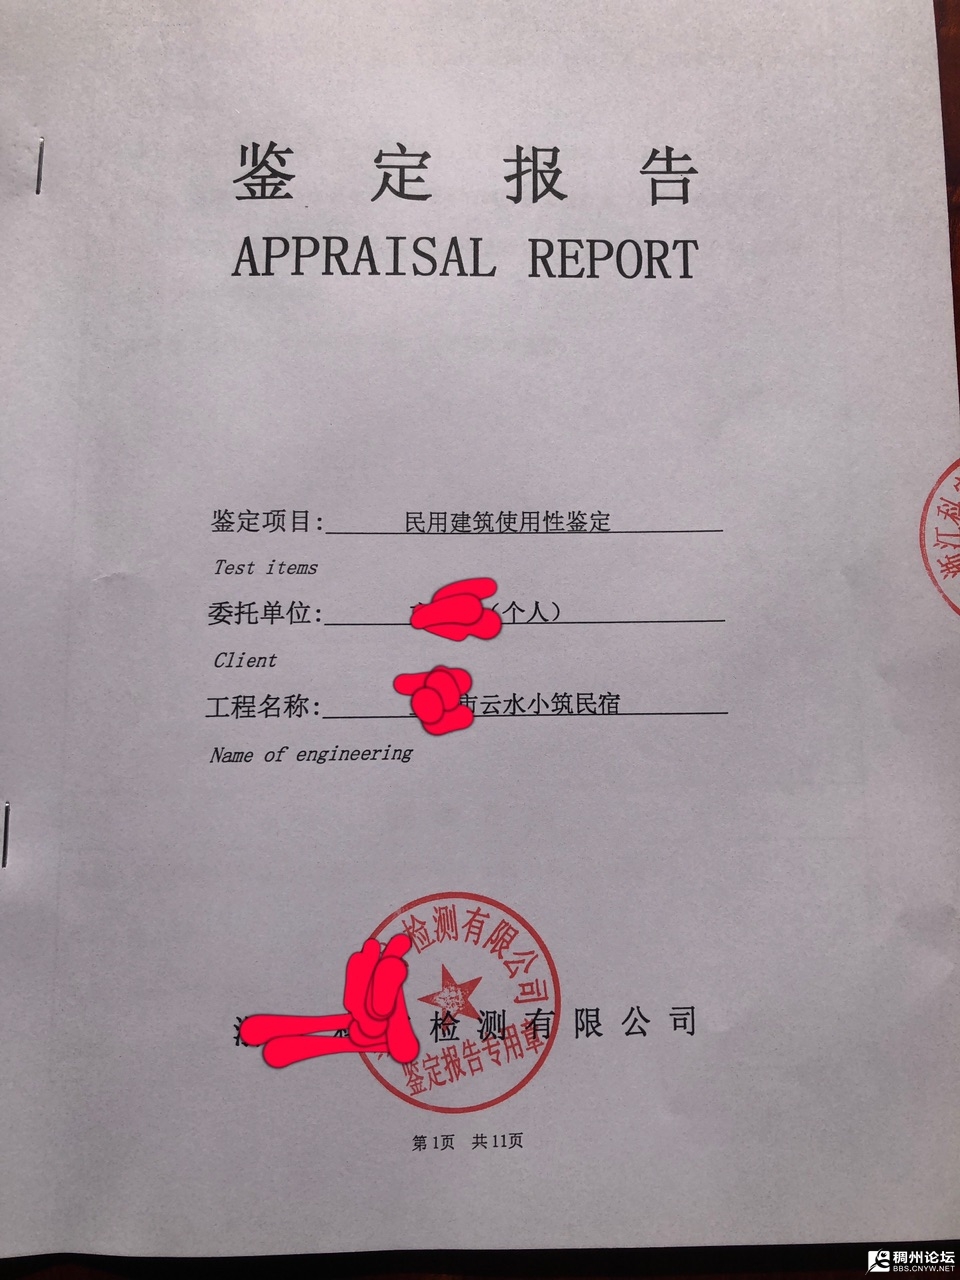 鉴 定 报 告
APPRAISAL REPORT
鉴定项目: 民用建筑使用性鉴定
Test items
委托单位: （个人）
Client
工程名称: 市云水小筑民宿
Name of engineering
检测有限公司
检 测 有 限 公 司
鉴定报告专用章
第1页 共11页
浙江科
稠州论坛
BBS.CNYW.NET